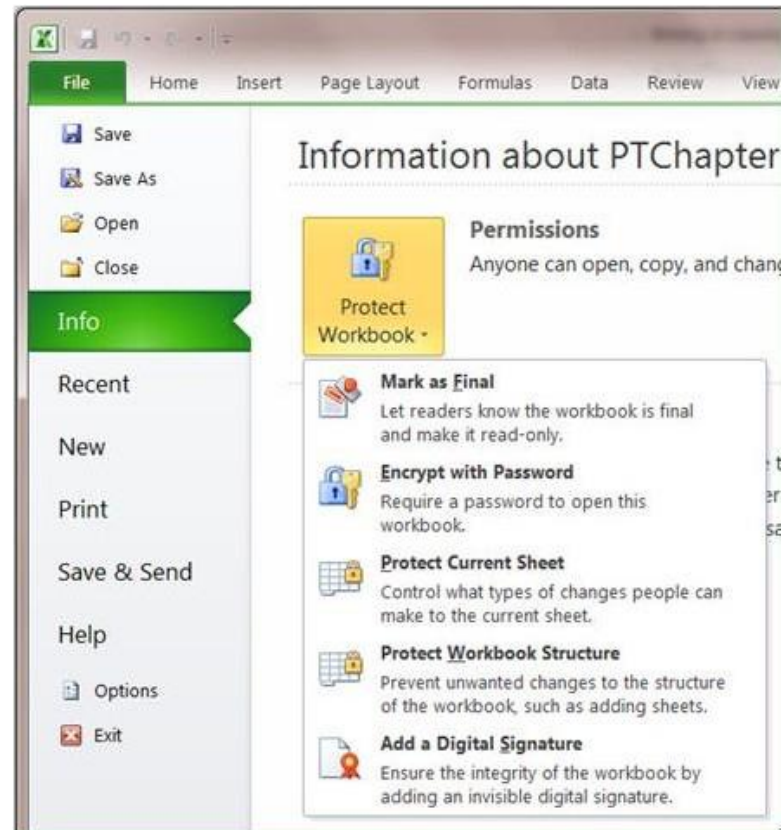 File Home Insert Page Layout Formulas Data Review View
Save
Save As
Open
Close
Info
Recent
New
Print
Save & Send
Help
Options
Exit
Information about PTChapter
Permissions
Anyone can open, copy, and chang
Protect
Workbook
Mark as Final
Let readers know the workbook is final
and make it read-only.
Encrypt with Password
Require a password to open this
workbook.
Protect Current Sheet
Control what types of changes people can
make to the current sheet.
Protect Workbook Structure
Prevent unwanted changes to the structure
of the workbook, such as adding sheets.
Add a Digital Signature
Ensure the integrity of the workbook by
adding an invisible digital signature.